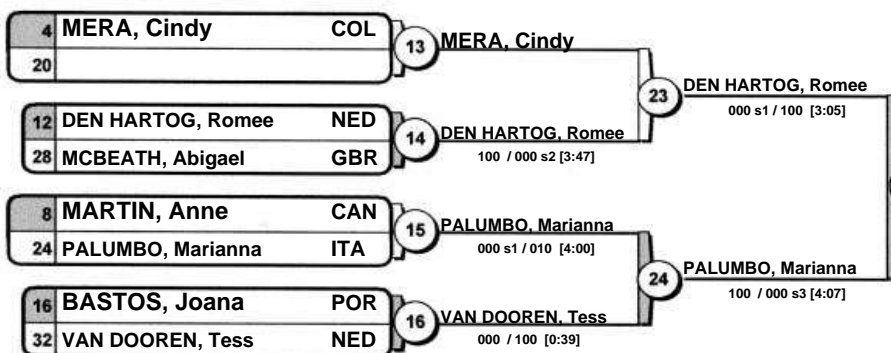 4 MERA, Cindy COL
20
13 MERA, Cindy
12 DEN HARTOG, Romee NED
28 MCBEATH, Abigael GBR
14 DEN HARTOG, Romee
100 / 000 s2 [3:47]
23 DEN HARTOG, Romee
000 s1 / 100 [3:05]
8 MARTIN, Anne CAN
24 PALUMBO, Marianna ITA
15 PALUMBO, Marianna
000 s1 / 010 [4:00]
16 BASTOS, Joana POR
32 VAN DOOREN, Tess NED
16 VAN DOOREN, Tess
000 / 100 [0:39]
24 PALUMBO, Marianna
100 / 000 s3 [4:07]